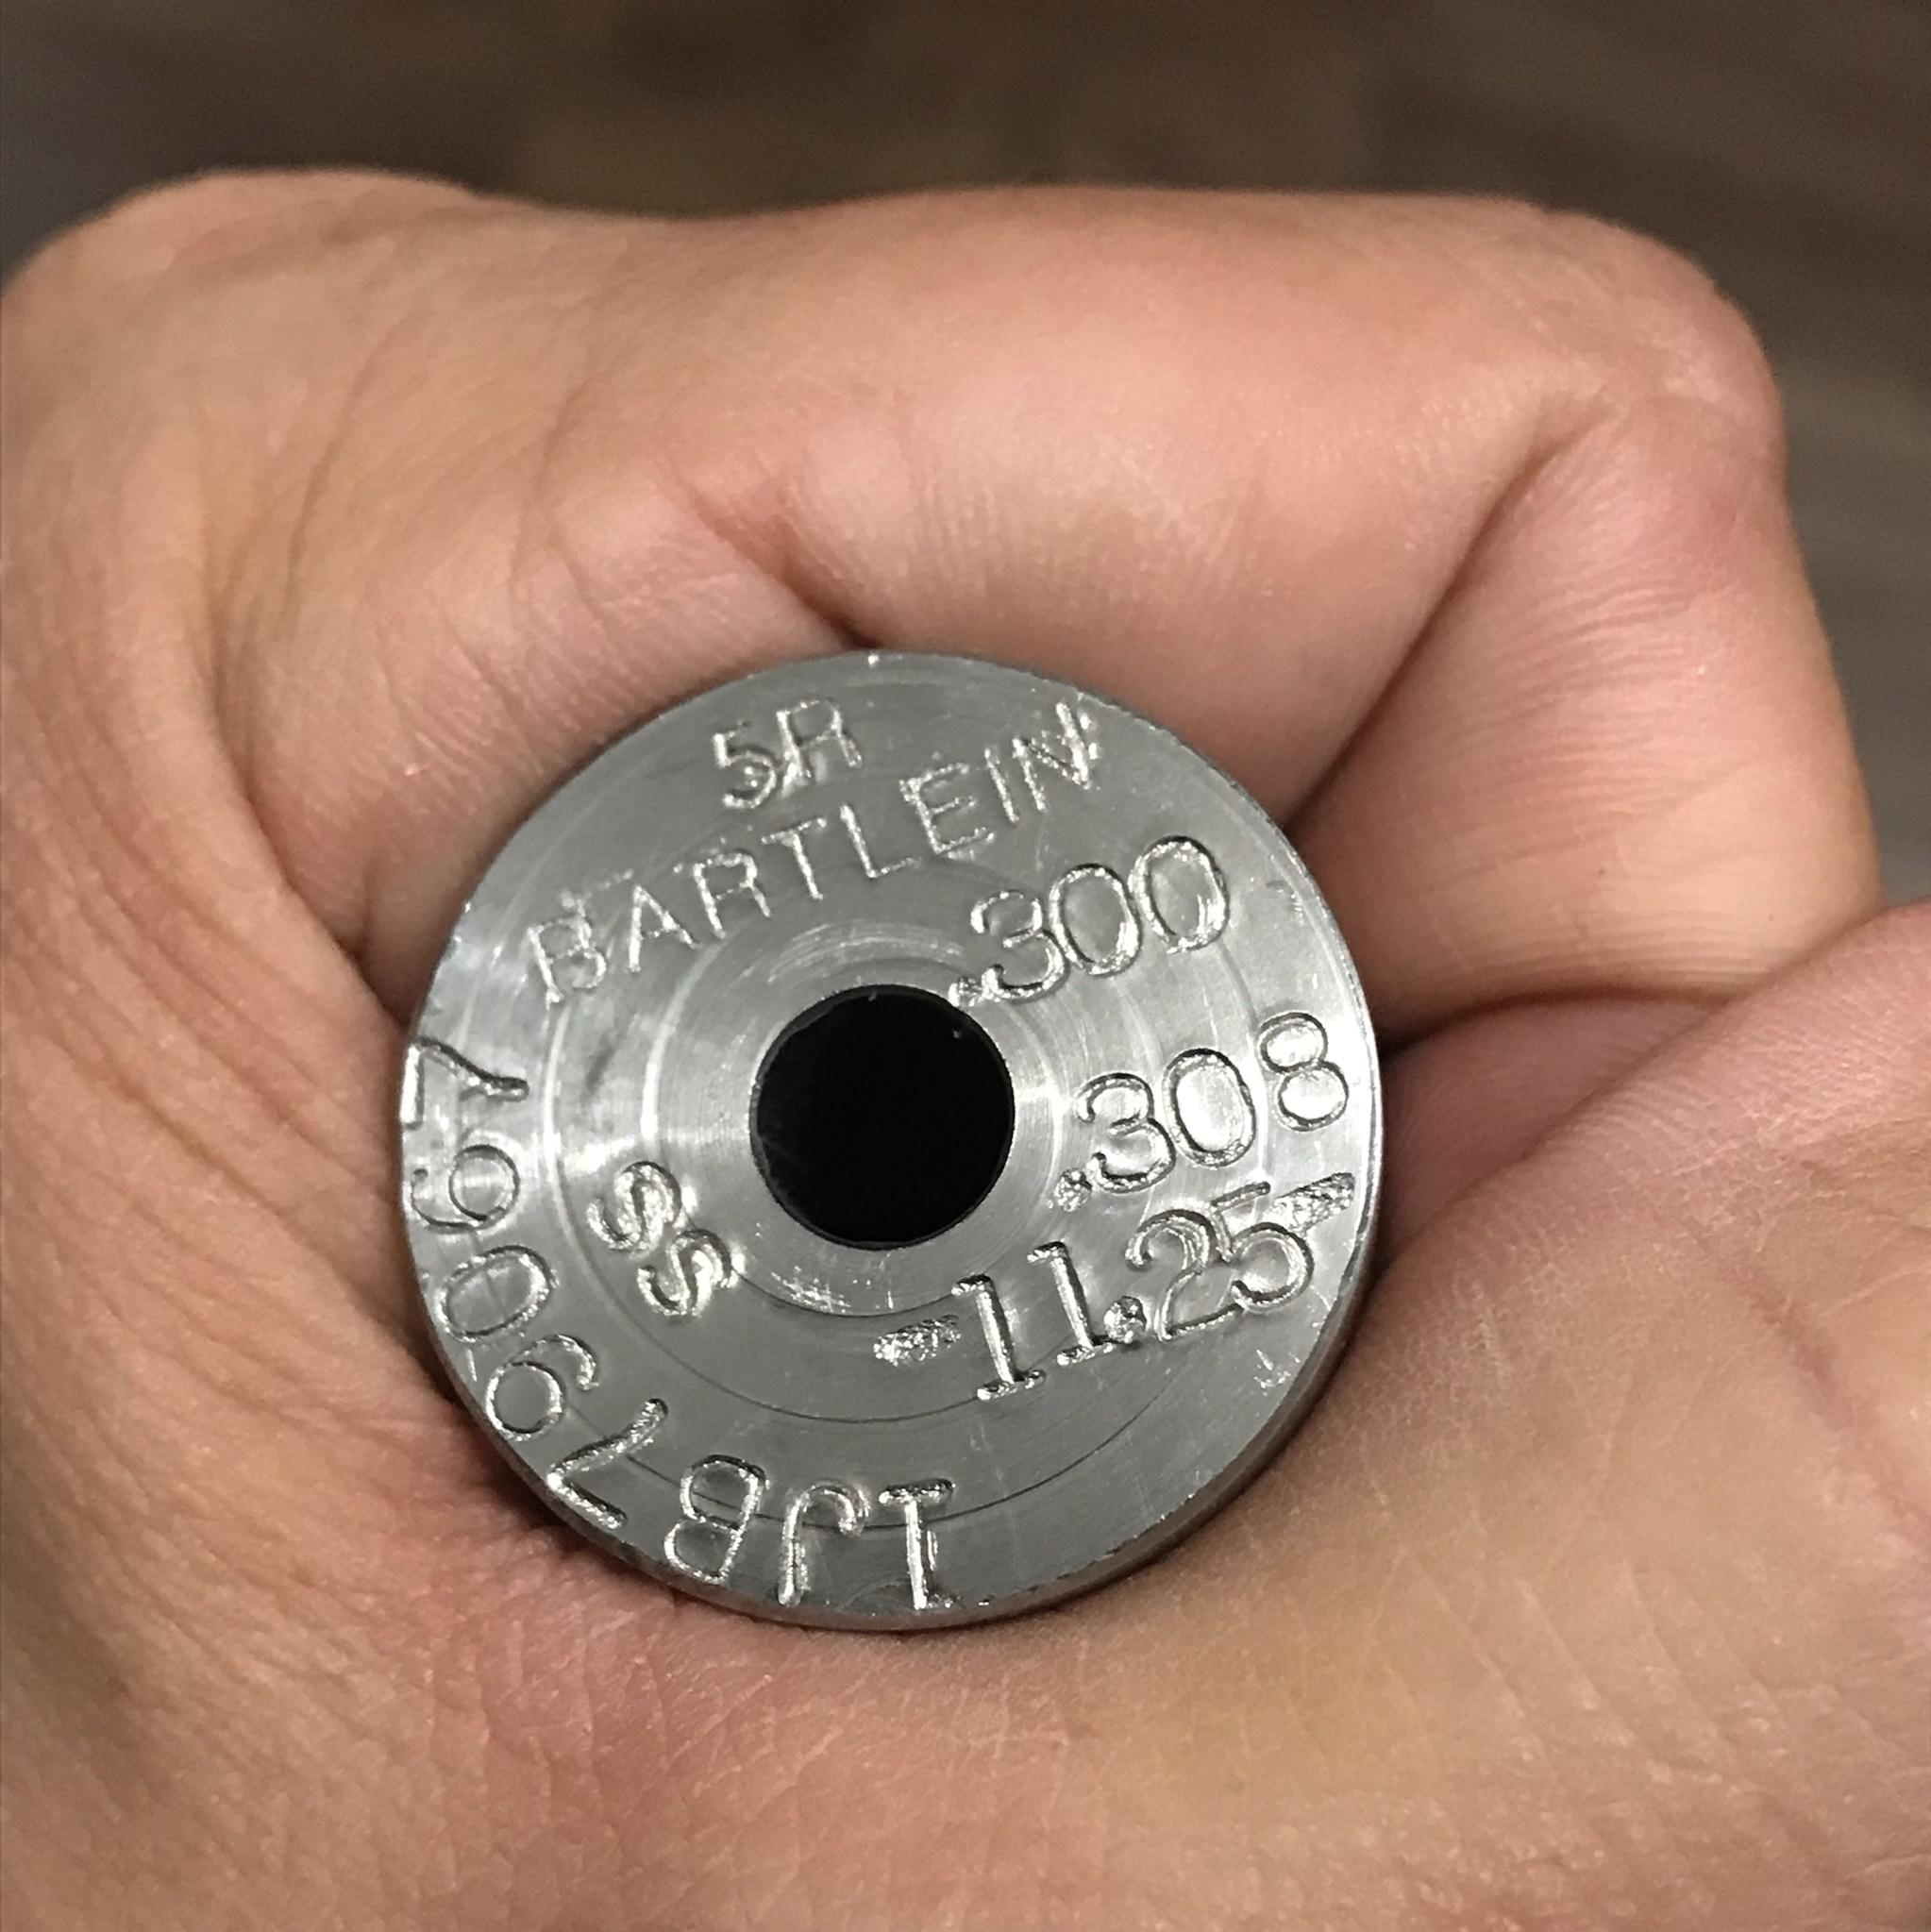 5R
BARTLEIN
.300
.308
-11.25-
SS
1JB79067